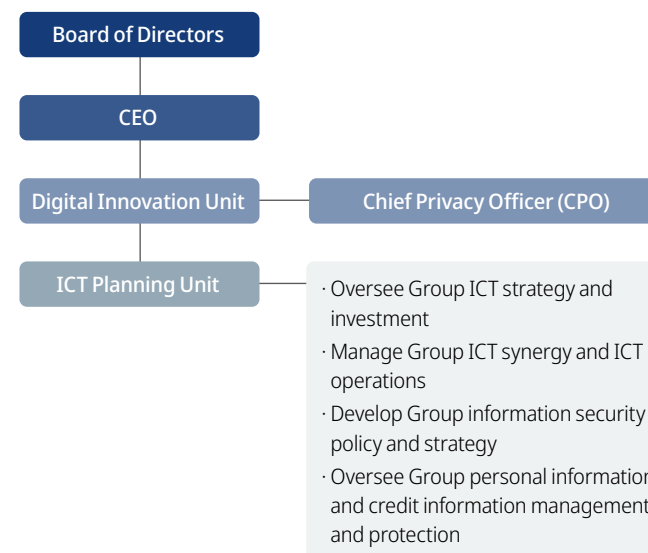 Board of Directors
CEO
Digital Innovation Unit
Chief Privacy Officer (CPO)
ICT Planning Unit
· Oversee Group ICT strategy and
investment
· Manage Group ICT synergy and ICT
operations
· Develop Group information security
policy and strategy
· Oversee Group personal information
and credit information management
and protection